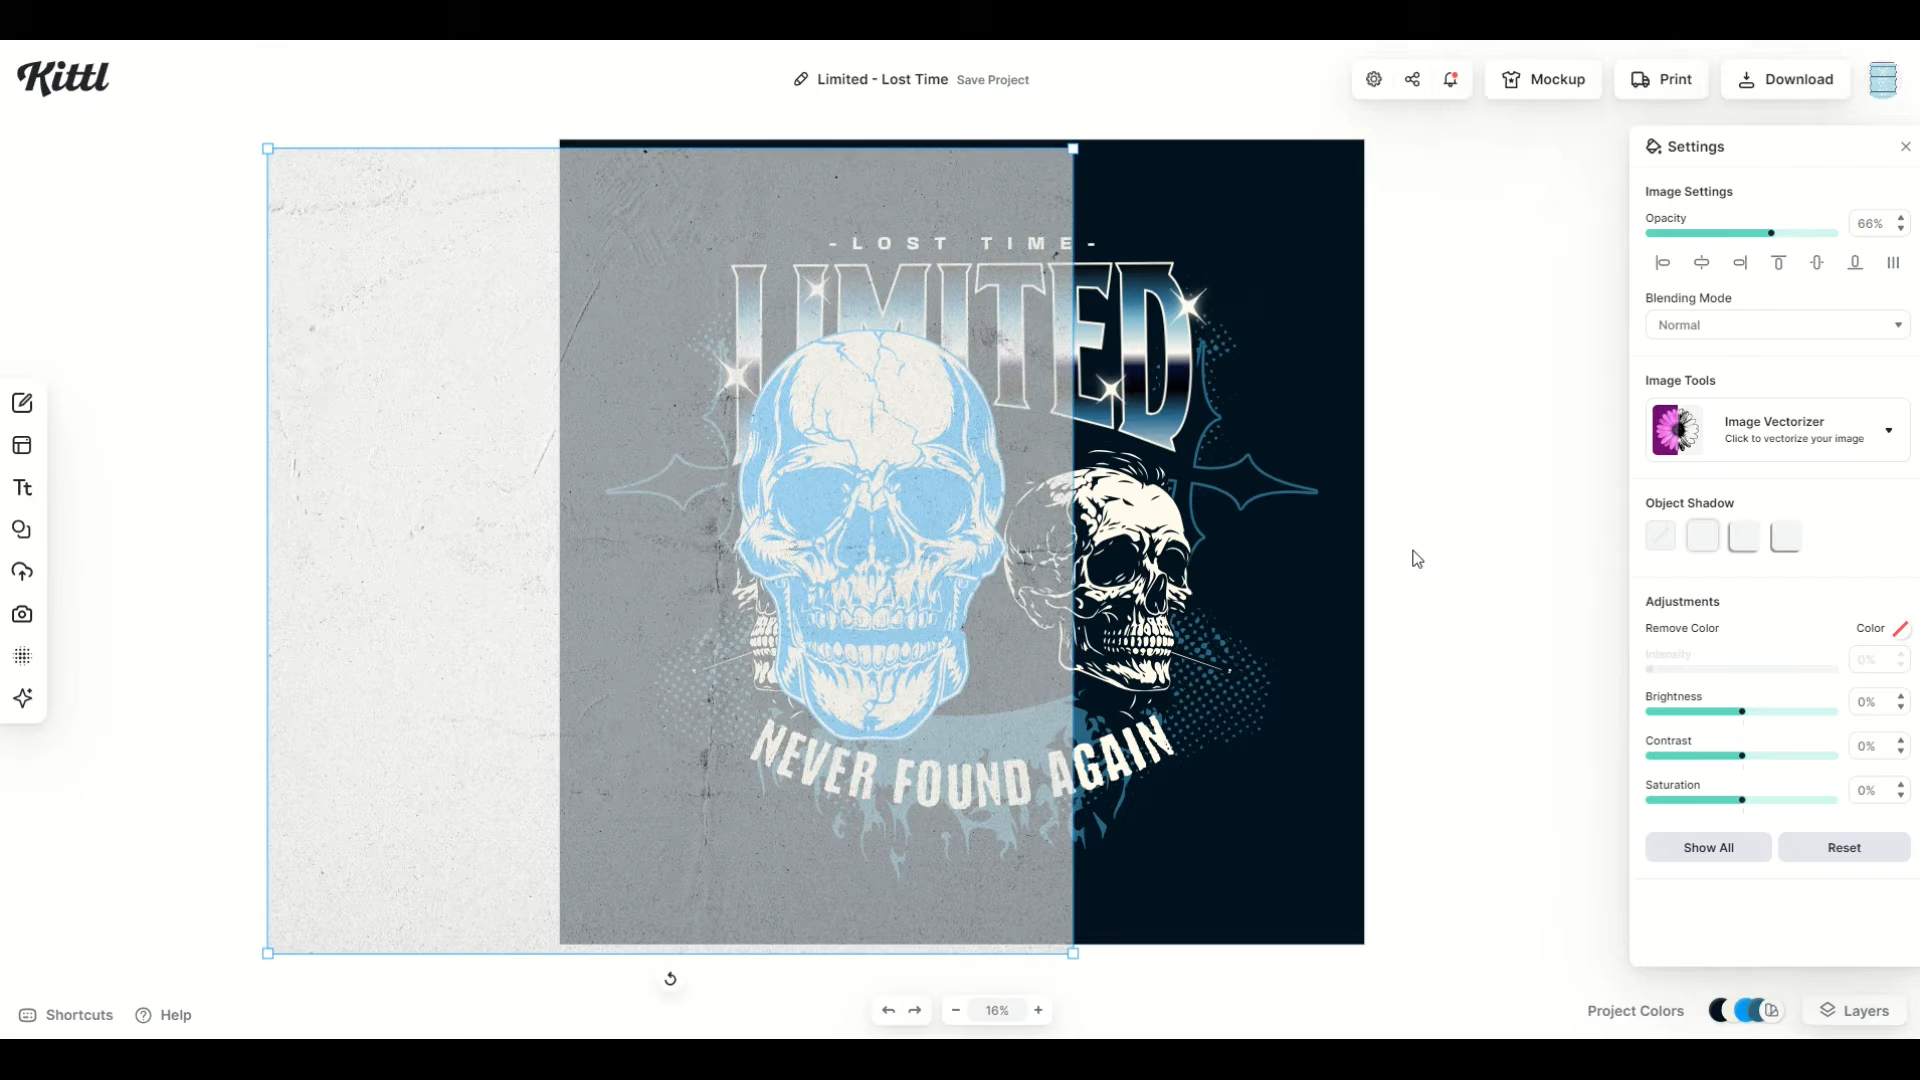 Kittl
Limited - Lost Time Save Project
Mockup
Print
Download
Settings
Image Settings
Opacity
66%
Blending Mode
Normal
Image Tools
Image Vectorizer
Click to vectorize your image
Object Shadow
Adjustments
Remove Color Color
Intensity
0%
Brightness
0%
Contrast
0%
Saturation
0%
Show All Reset
-LOST TIME-
LIMITED
NEVER FOUND AGAIN
Tt
Shortcuts
Help
- 16% +
Project Colors
Layers